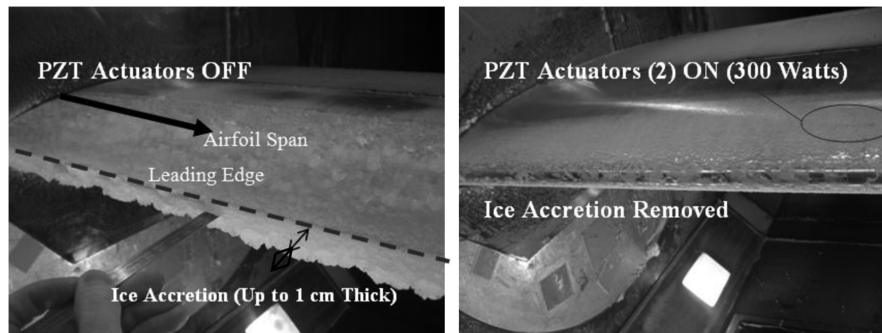 PZT Actuators OFF
Airfoil Span
Leading Edge
Ice Accretion (Up to 1 cm Thick)
PZT Actuators (2) ON (300 Watts)
Ice Accretion Removed